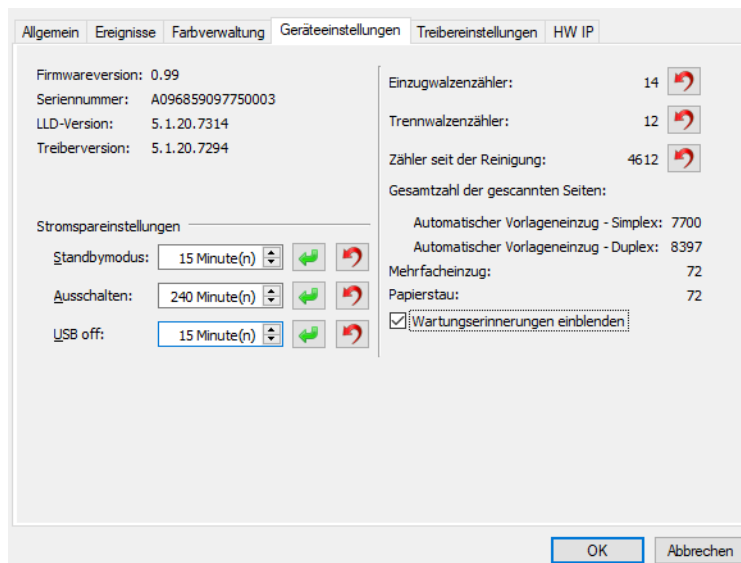 Allgemein Ereignisse Farbverwaltung Geräteeinstellungen Treibereinstellungen HW IP
Firmwareversion: 0.99
Seriennummer: A096859097750003
LLD-Version: 5.1.20.7314
Treiberversion: 5.1.20.7294
Stromspareinstellungen
Standbymodus: 15 Minute(n)
Ausschalten: 240 Minute(n)
USB off: 15 Minute(n)
Einzugwalzenzähler: 14
Trennwalzenzähler: 12
Zähler seit der Reinigung: 4612
Gesamtzahl der gescannten Seiten:
Automatischer Vorlageneinzug - Simplex: 7700
Automatischer Vorlageneinzug - Duplex: 8397
Mehrfacheinzug: 72
Papierstau: 72
Wartungserinnerungen einblenden
OK Abbrechen